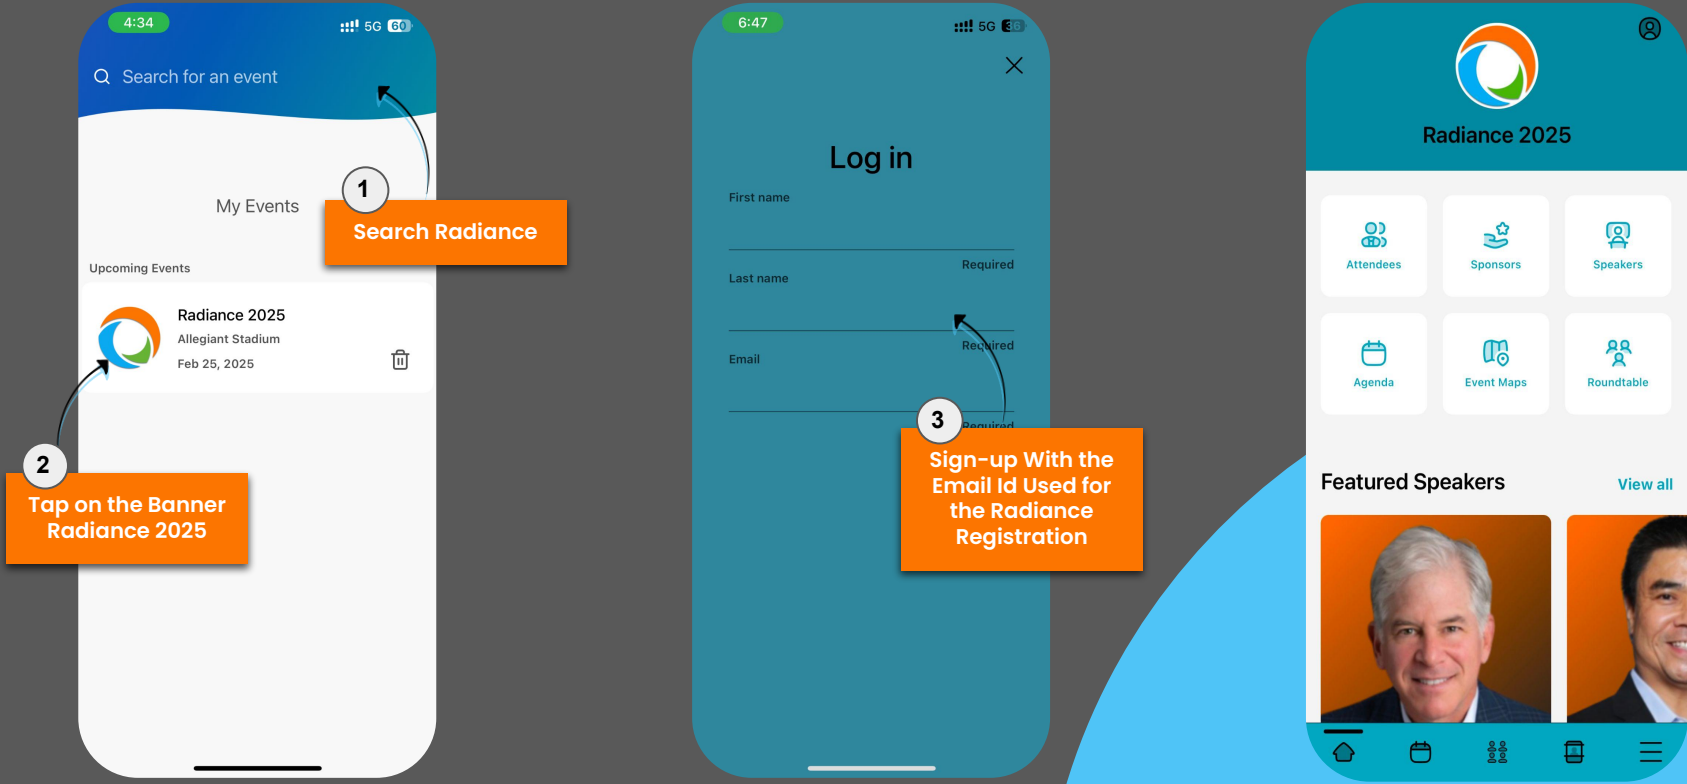 4:34
5G 60
Search for an event
My Events
1
Search Radiance
Upcoming Events
Radiance 2025
Allegiant Stadium
Feb 25, 2025
2
Tap on the Banner
Radiance 2025
6:47
5G
Log in
First name
Required
Last name
Required
Email
Required
3
Sign-up With the
Email Id Used for
the Radiance
Registration
Radiance 2025
Attendees
Sponsors
Speakers
Agenda
Event Maps
Roundtable
Featured Speakers
View all